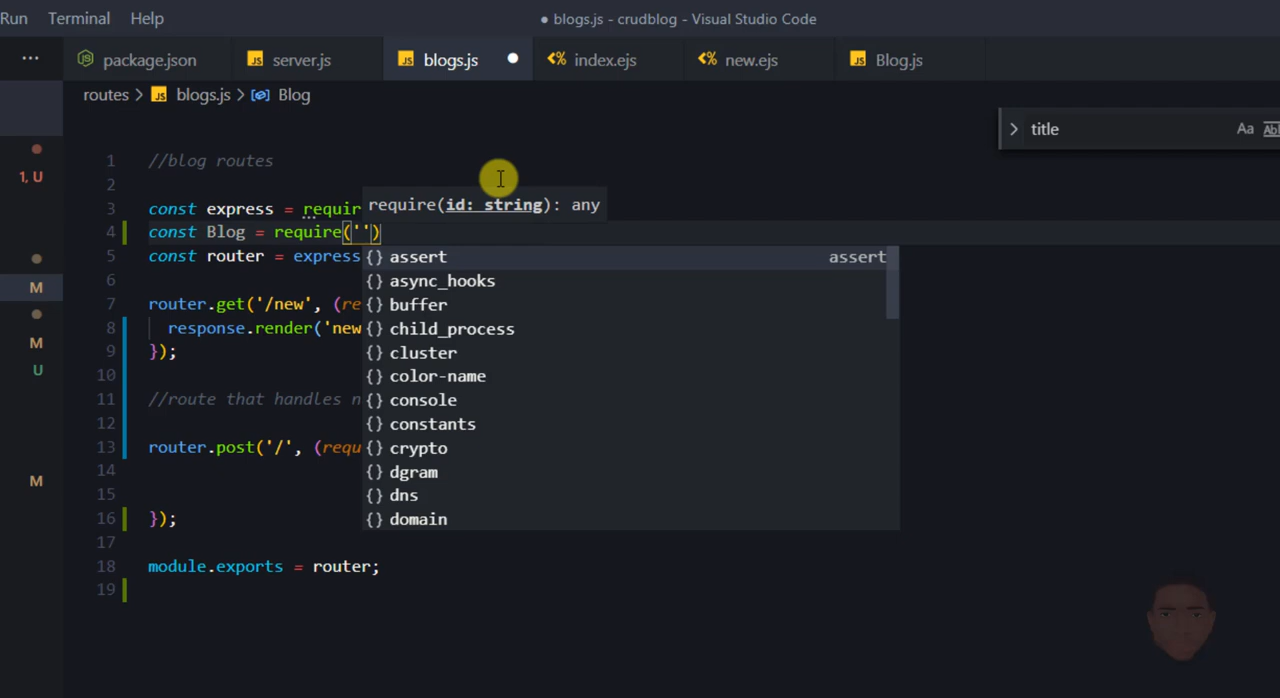 Run Terminal Help
● blogs.js - crudblog - Visual Studio Code
... package.json server.js blogs.js ● index.ejs new.ejs Blog.js
routes > blogs.js > Blog
title Aa Ab
1, U
M
M
U
M
1 //blog routes
2
3 const express = requir
require(id: string): any
4 const Blog = require('')
5 const router = express
6
7 router.get('/new', (re
8 response.render('new
9 });
10
11 //route that handles n
12
13 router.post('/', (requ
14
15
16 });
17
18 module.exports = router;
19
{} assert assert
{} async_hooks
{} buffer
{} child_process
{} cluster
{} color-name
{} console
{} constants
{} crypto
{} dgram
{} dns
{} domain